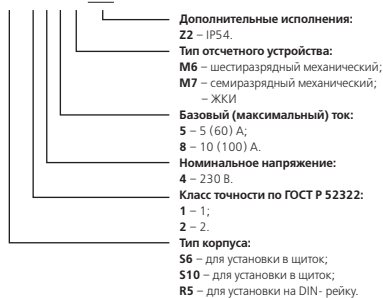 Дополнительные исполнения:
Z2 – IP54.
Тип отсчетного устройства:
M6 – шестиразрядный механический;
M7 – семиразрядный механический;
– ЖКИ
Базовый (максимальный) ток:
5 – 5 (60) А;
8 – 10 (100) А.
Номинальное напряжение:
4 – 230 В.
Класс точности по ГОСТ Р 52322:
1 – 1;
2 – 2.
Тип корпуса:
S6 – для установки в щиток;
S10 – для установки в щиток;
R5 – для установки на DIN- рейку.